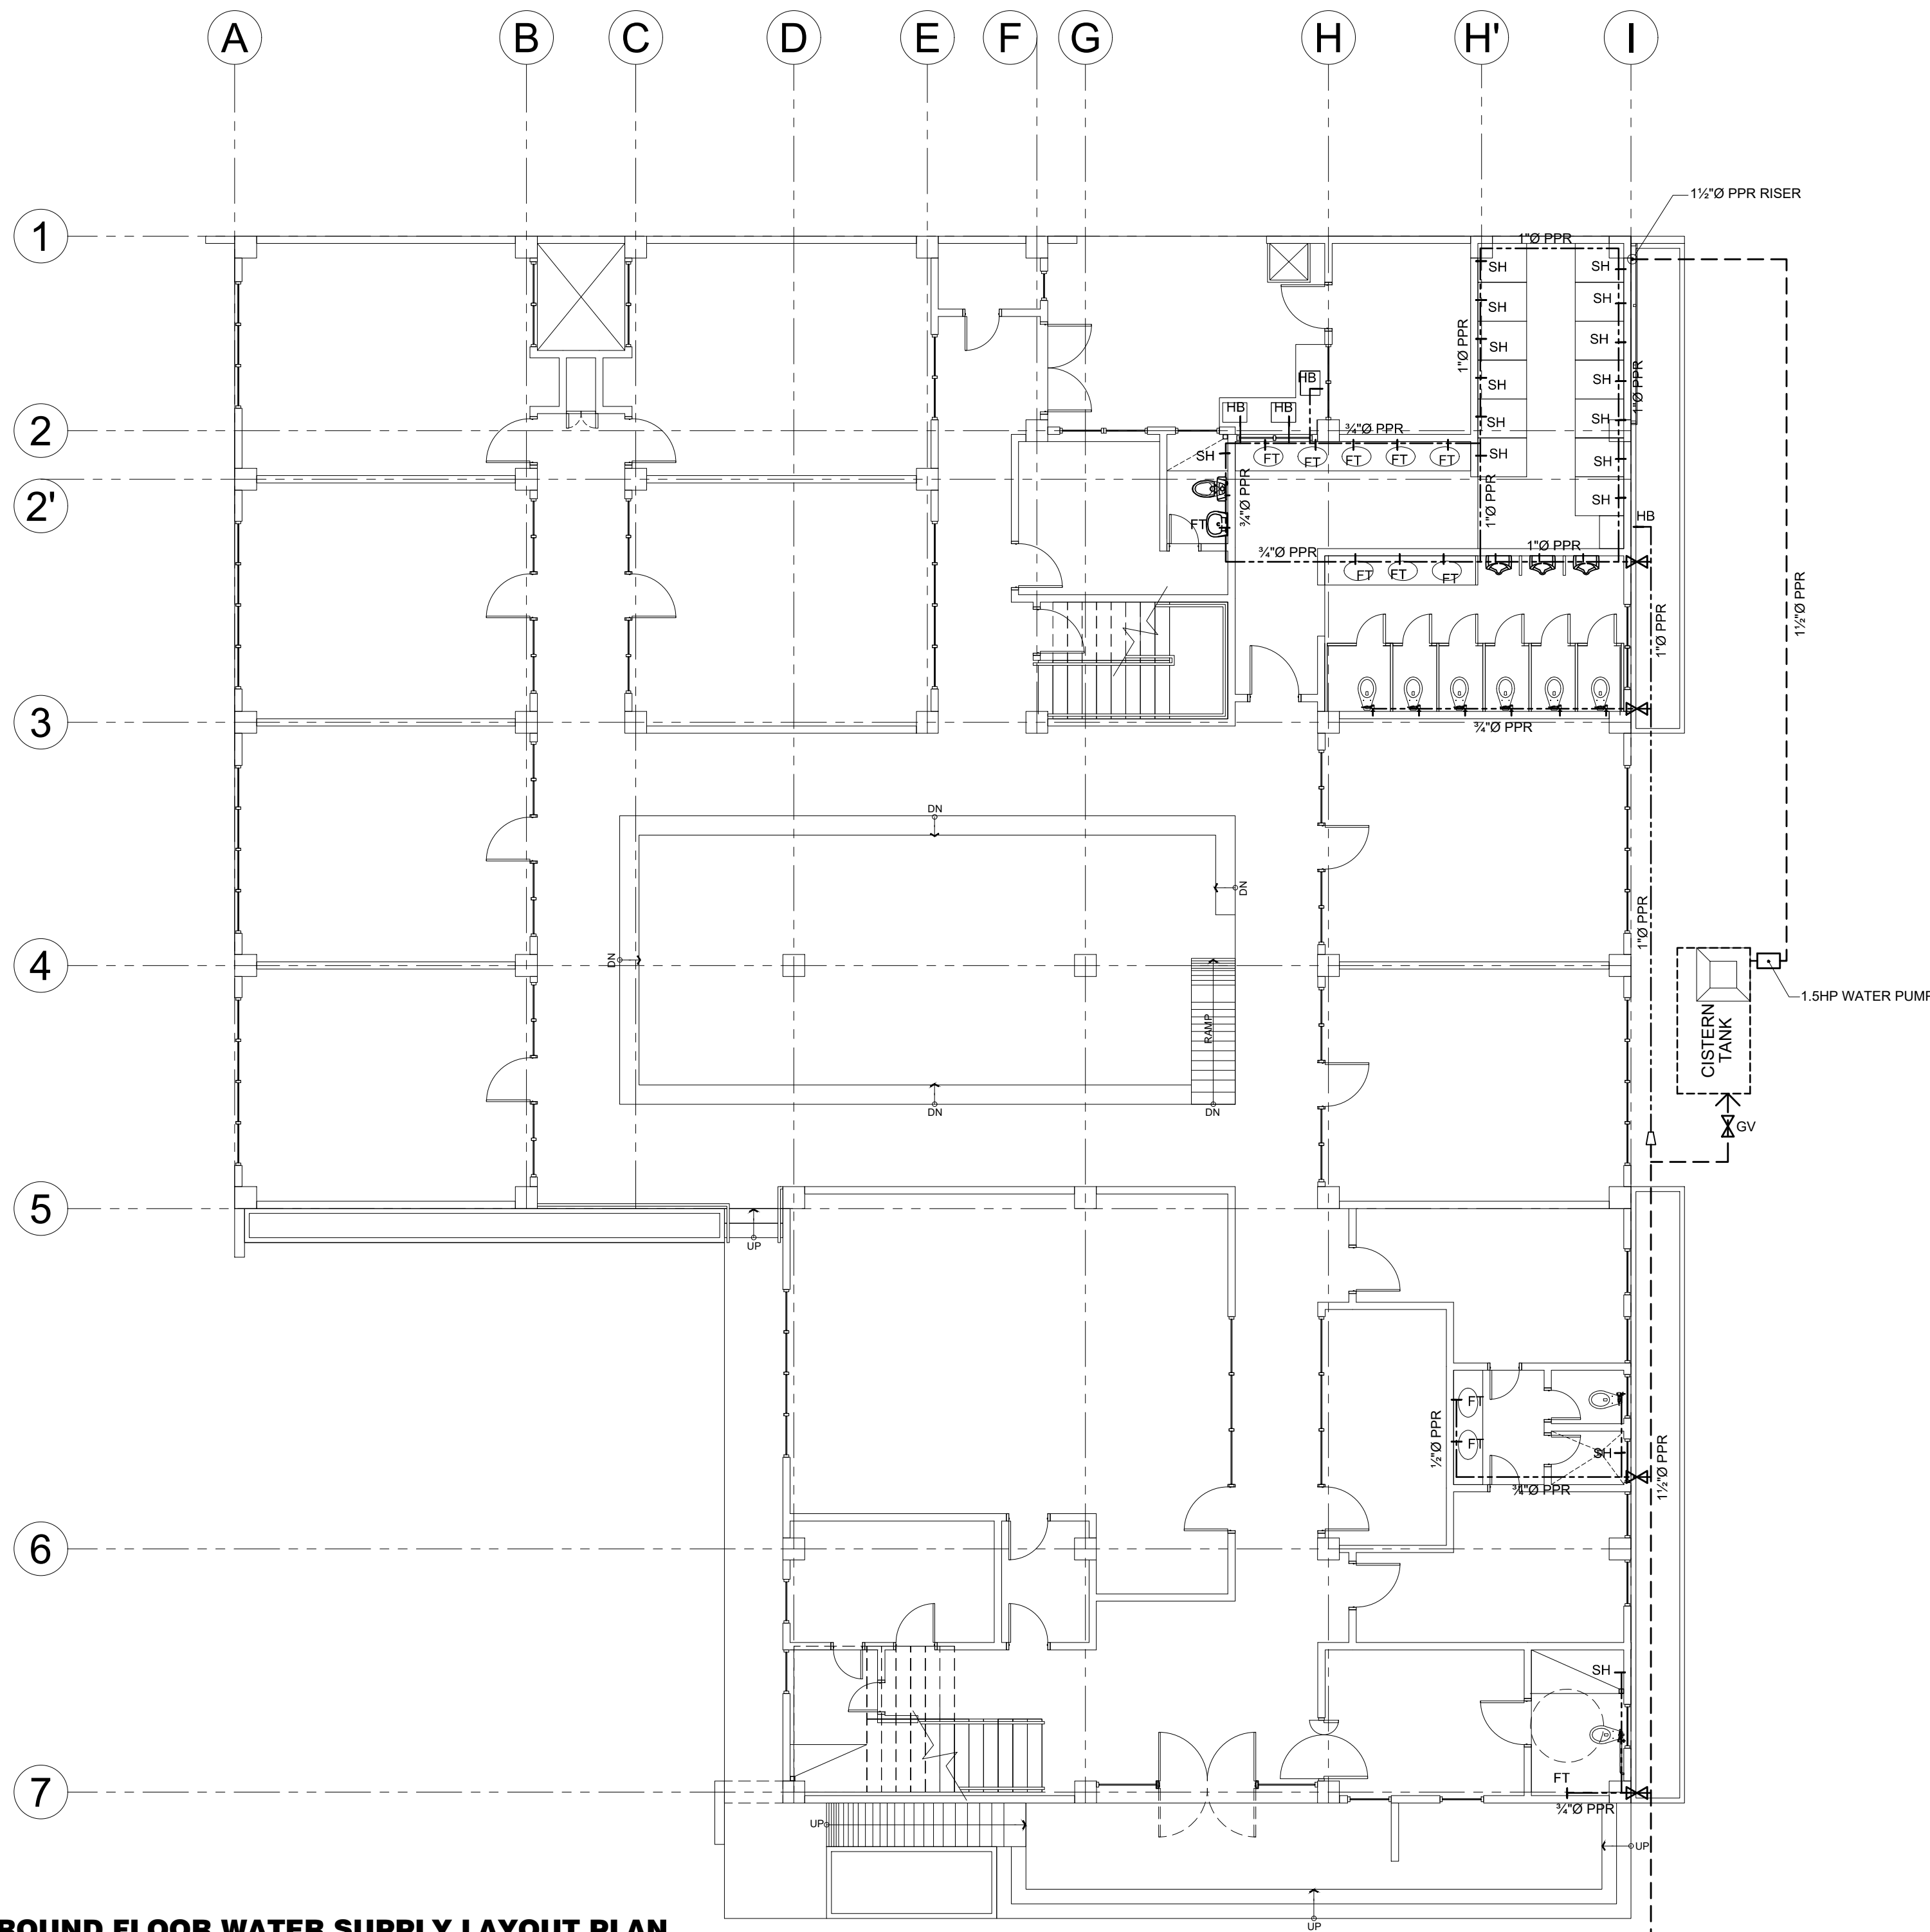 A B C D E F G H H' I
1
1½"Ø PPR RISER
1"Ø PPR
SH SH
SH SH
SH SH
1"Ø PPR
SH SH
1"Ø PPR
HB
2
HB HB
¾"Ø PPR
SH SH
FT FT FT FT FT
SH
SH SH
2'
¾"Ø PPR
1"Ø PPR
SH
FT
HB
¾"Ø PPR
1"Ø PPR
FT FT FT
1½"Ø PPR
1"Ø PPR
3
¾"Ø PPR
DN
DN
1"Ø PPR
4
DN
1.5HP WATER PUMP
CISTERN
TANK
RAMP
DN
DN
GV
5
UP
FT
½"Ø PPR
FT
SH
1½"Ø PPR
¾"Ø PPR
6
SH
7
FT
¾"Ø PPR
UP
UP
UP
ROUND FLOOR WATER SUPPLY LAYOUT PLAN